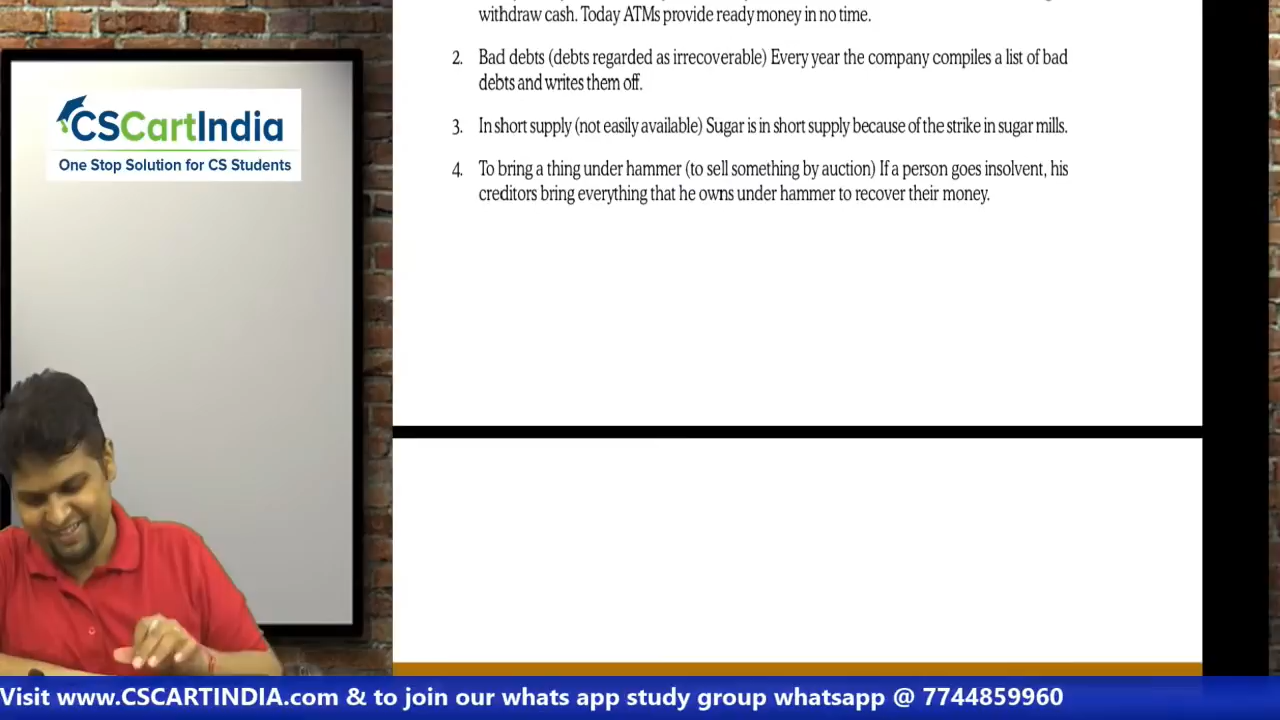 withdraw cash. Today ATMs provide ready money in no time.
2. Bad debts (debts regarded as irrecoverable) Every year the company compiles a list of bad
debts and writes them off.
3. In short supply (not easily available) Sugar is in short supply because of the strike in sugar mills.
4. To bring a thing under hammer (to sell something by auction) If a person goes insolvent, his
creditors bring everything that he owns under hammer to recover their money.
CSCartIndia
One Stop Solution for CS Students
Visit www.CSCARTINDIA.com & to join our whats app study group whatsapp @ 7744859960